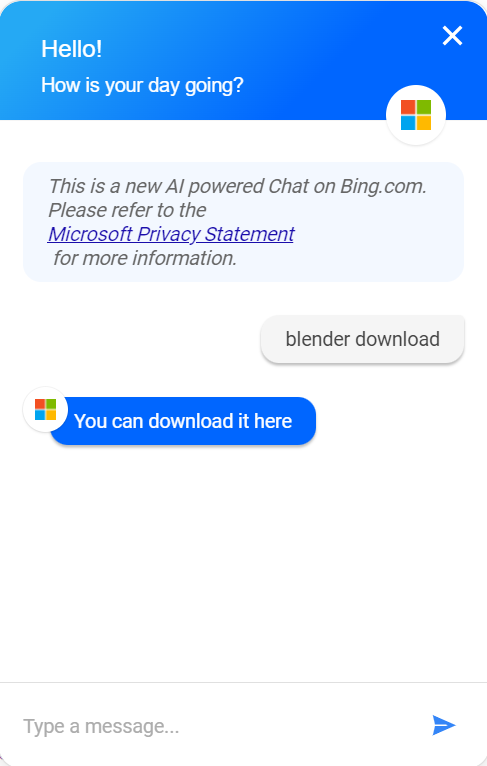 Hello!
How is your day going?
This is a new AI powered Chat on Bing.com.
Please refer to the
Microsoft Privacy Statement
for more information.
blender download
You can download it here
Type a message...